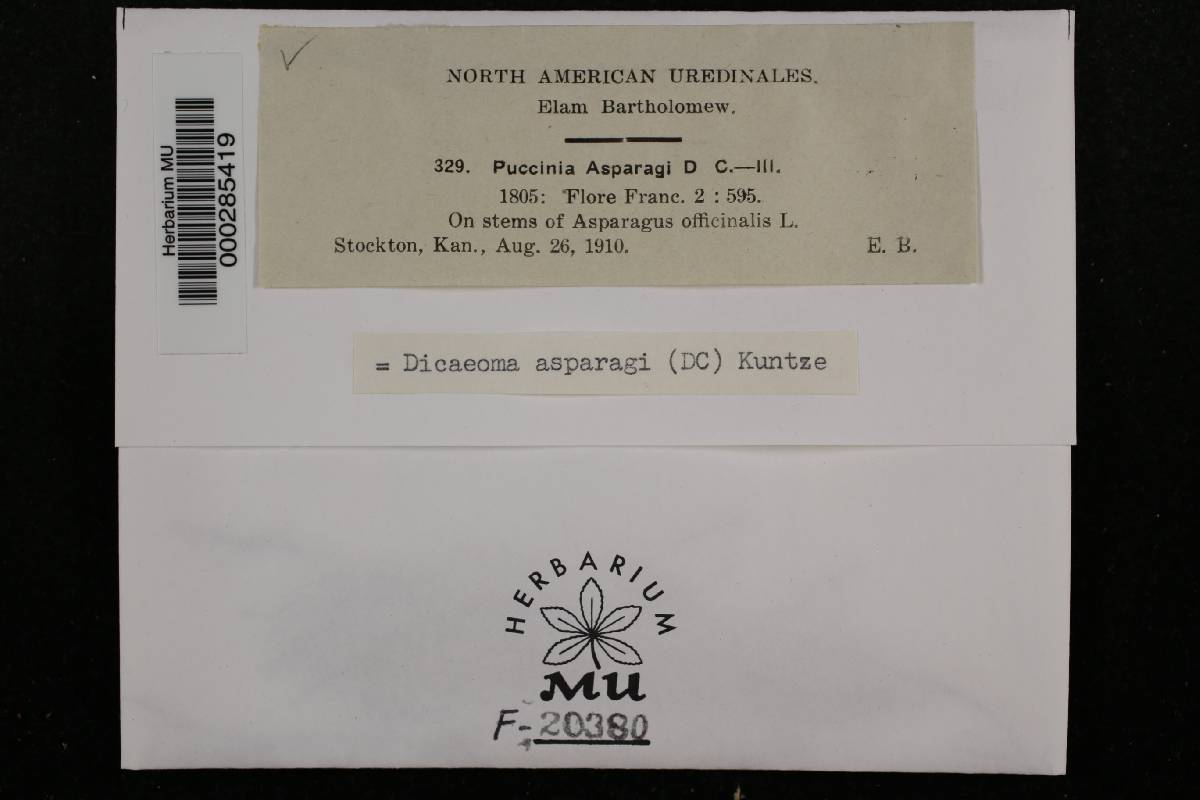 NORTH AMERICAN UREDINALES.
Elam Bartholomew.
329. Puccinia Asparagi D C.—III.
1805: Flore Franc. 2 : 595.
On stems of Asparagus officinalis L.
Stockton, Kan., Aug. 26, 1910. E. B.
Herbarium MU
000285419
= Dicaeoma asparagi (DC) Kuntze
HERBARIUM
MU
F-20380